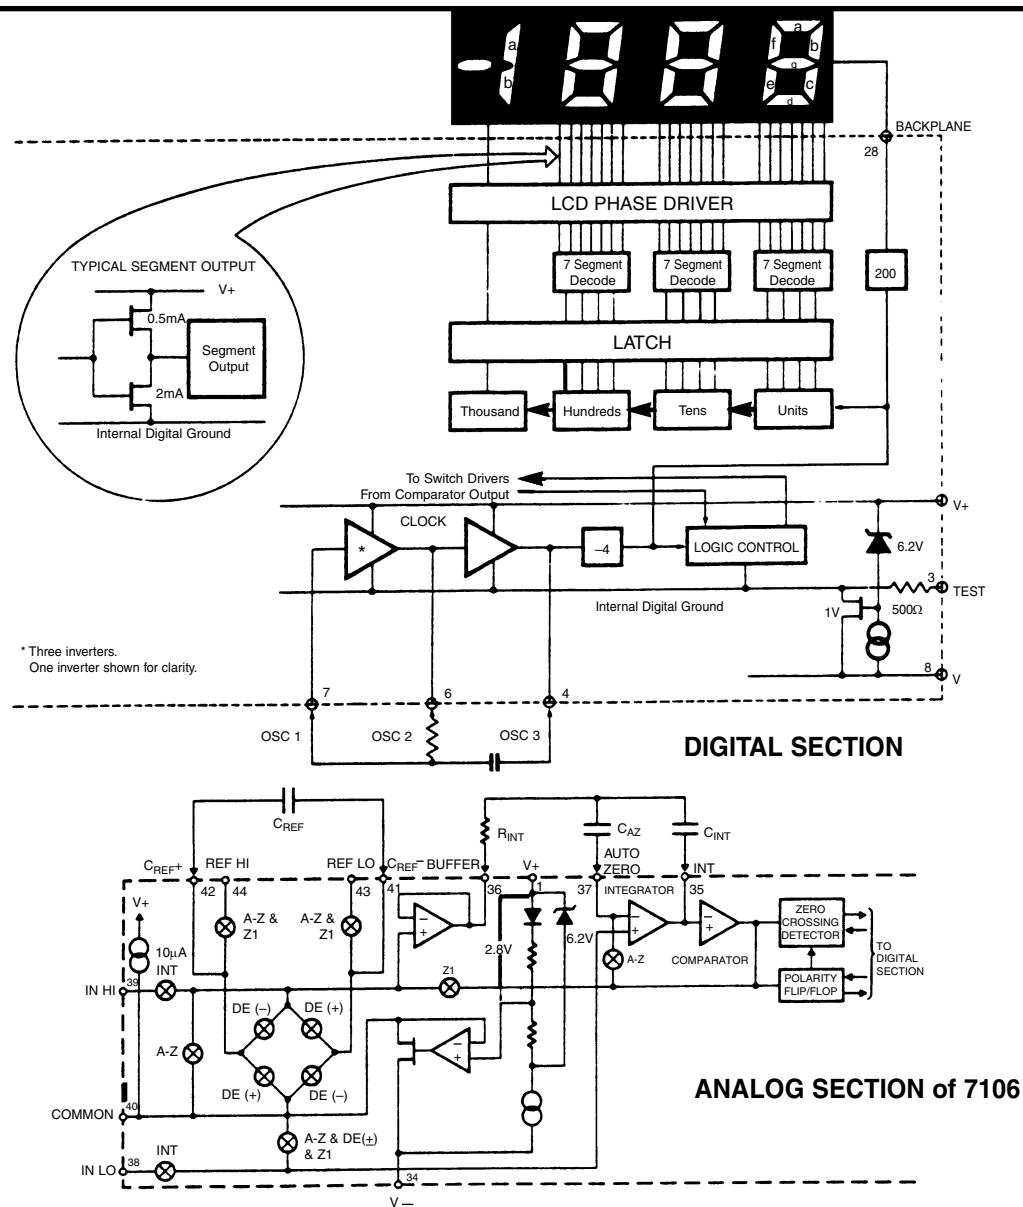 a
b
a
f
b
g
e
c
d
BACKPLANE
28
LCD PHASE DRIVER
TYPICAL SEGMENT OUTPUT
V+
0.5mA
Segment
Output
2mA
Internal Digital Ground
7 Segment
Decode
7 Segment
Decode
7 Segment
Decode
200
LATCH
Thousand
Hundreds
Tens
Units
To Switch Drivers
From Comparator Output
V+
CLOCK
*
–4
LOGIC CONTROL
6.2V
3
TEST
500Ω
1V
Internal Digital Ground
8
V
* Three inverters.
One inverter shown for clarity.
7
6
4
OSC 1
OSC 2
OSC 3
DIGITAL SECTION
CREF
RINT
CAZ
CINT
CREF+
REF HI
REF LO
CREF–
BUFFER
V+
AUTO
ZERO
INT
42
44
43
41
36
1
37
35
INTEGRATOR
V+
A-Z &
Z1
A-Z &
Z1
–
+
2.8V
6.2V
–
+
–
+
ZERO
CROSSING
DETECTOR
10µA
COMPARATOR
TO
DIGITAL
SECTION
INT
39
IN HI
Z1
A-Z
POLARITY
FLIP/FLOP
DE (–)
DE (+)
A-Z
–
+
DE (+)
DE (–)
ANALOG SECTION of 7106
40
COMMON
A-Z & DE(±)
& Z1
INT
38
IN LO
34
V –